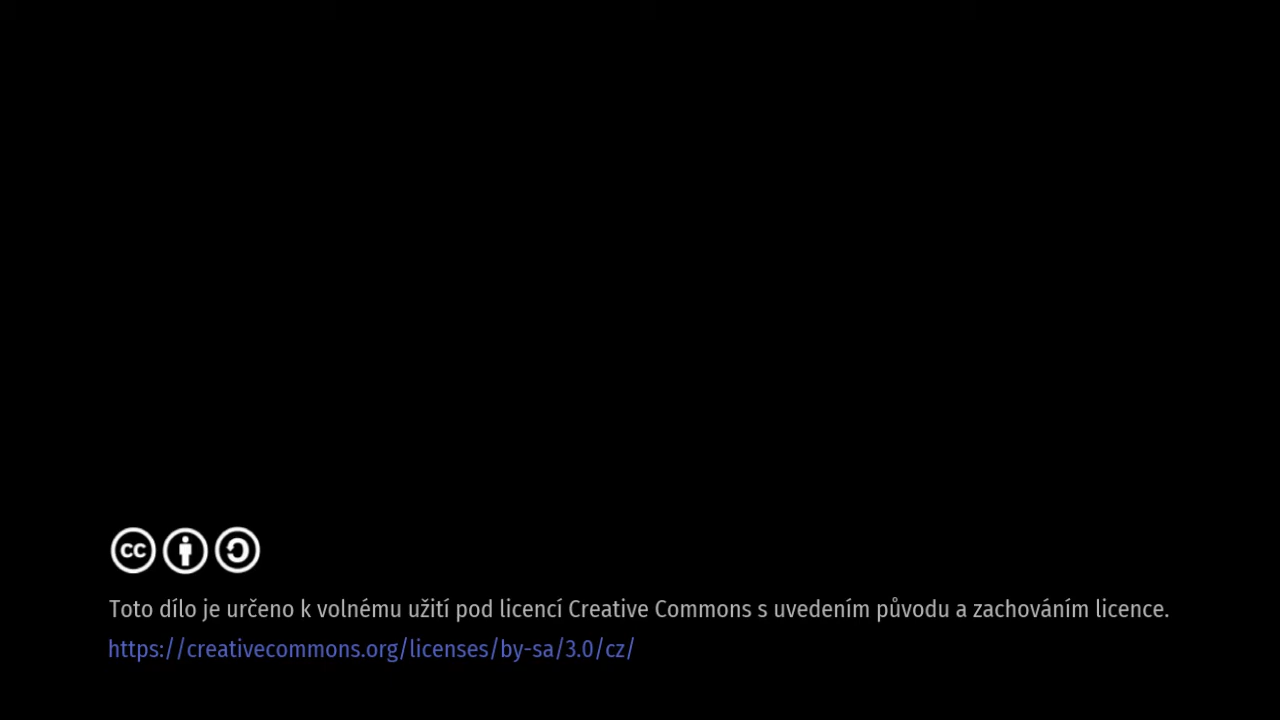 cc
Toto dílo je určeno k volnému užití pod licencí Creative Commons s uvedením původu a zachováním licence.
https://creativecommons.org/licenses/by-sa/3.0/cz/